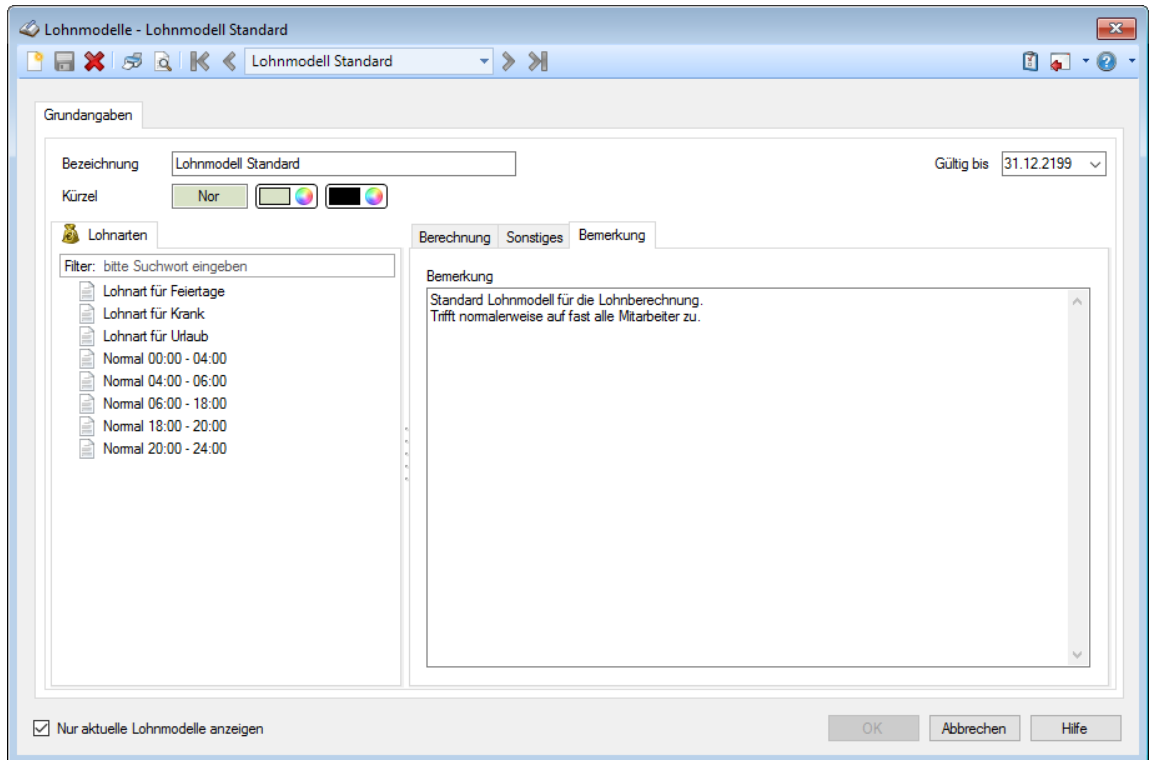 Lohnmodelle - Lohnmodell Standard
Lohnmodell Standard
Grundangaben
Bezeichnung Lohnmodell Standard Gültig bis 31.12.2199
Kürzel Nor
Lohnarten
Filter: bitte Suchwort eingeben
Lohnart für Feiertage
Lohnart für Krank
Lohnart für Urlaub
Normal 00:00 - 04:00
Normal 04:00 - 06:00
Normal 06:00 - 18:00
Normal 18:00 - 20:00
Normal 20:00 - 24:00
Berechnung Sonstiges Bemerkung
Bemerkung
Standard Lohnmodell für die Lohnberechnung.
Trifft normalerweise auf fast alle Mitarbeiter zu.
Nur aktuelle Lohnmodelle anzeigen
OK Abbrechen Hilfe